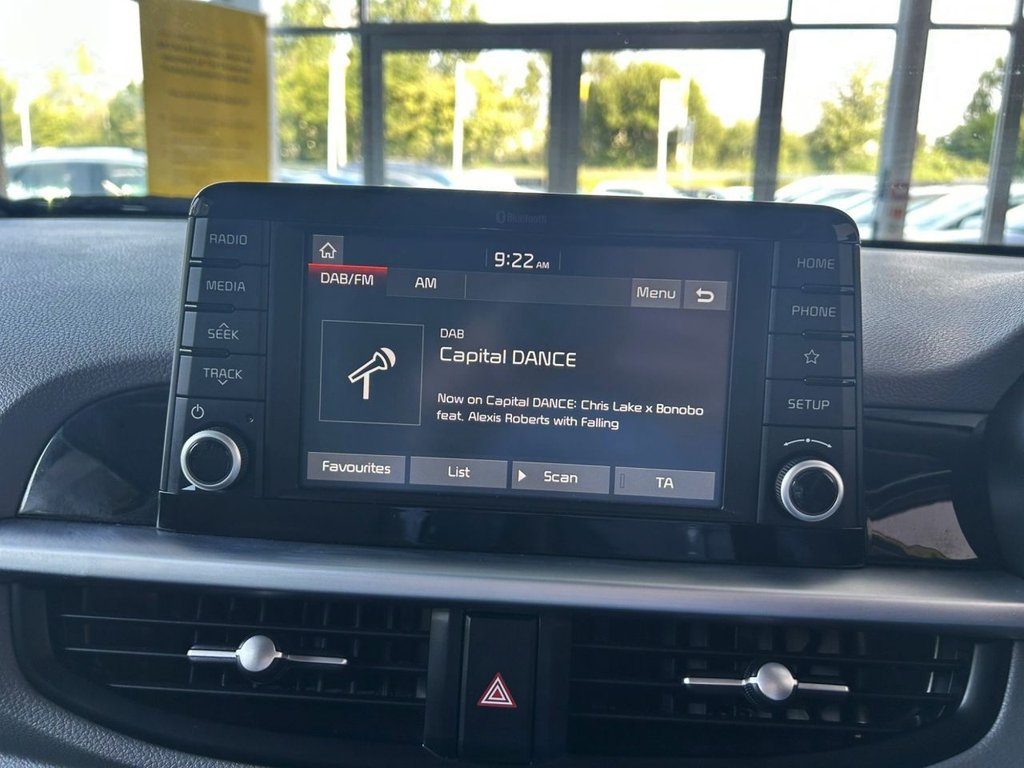 Bluetooth
RADIO
MEDIA
SEEK
TRACK
9:22 AM
DAB/FM
AM
Menu
DAB
Capital DANCE
Now on Capital DANCE: Chris Lake x Bonobo
feat. Alexis Roberts with Falling
Favourites
List
Scan
TA
HOME
PHONE
SETUP